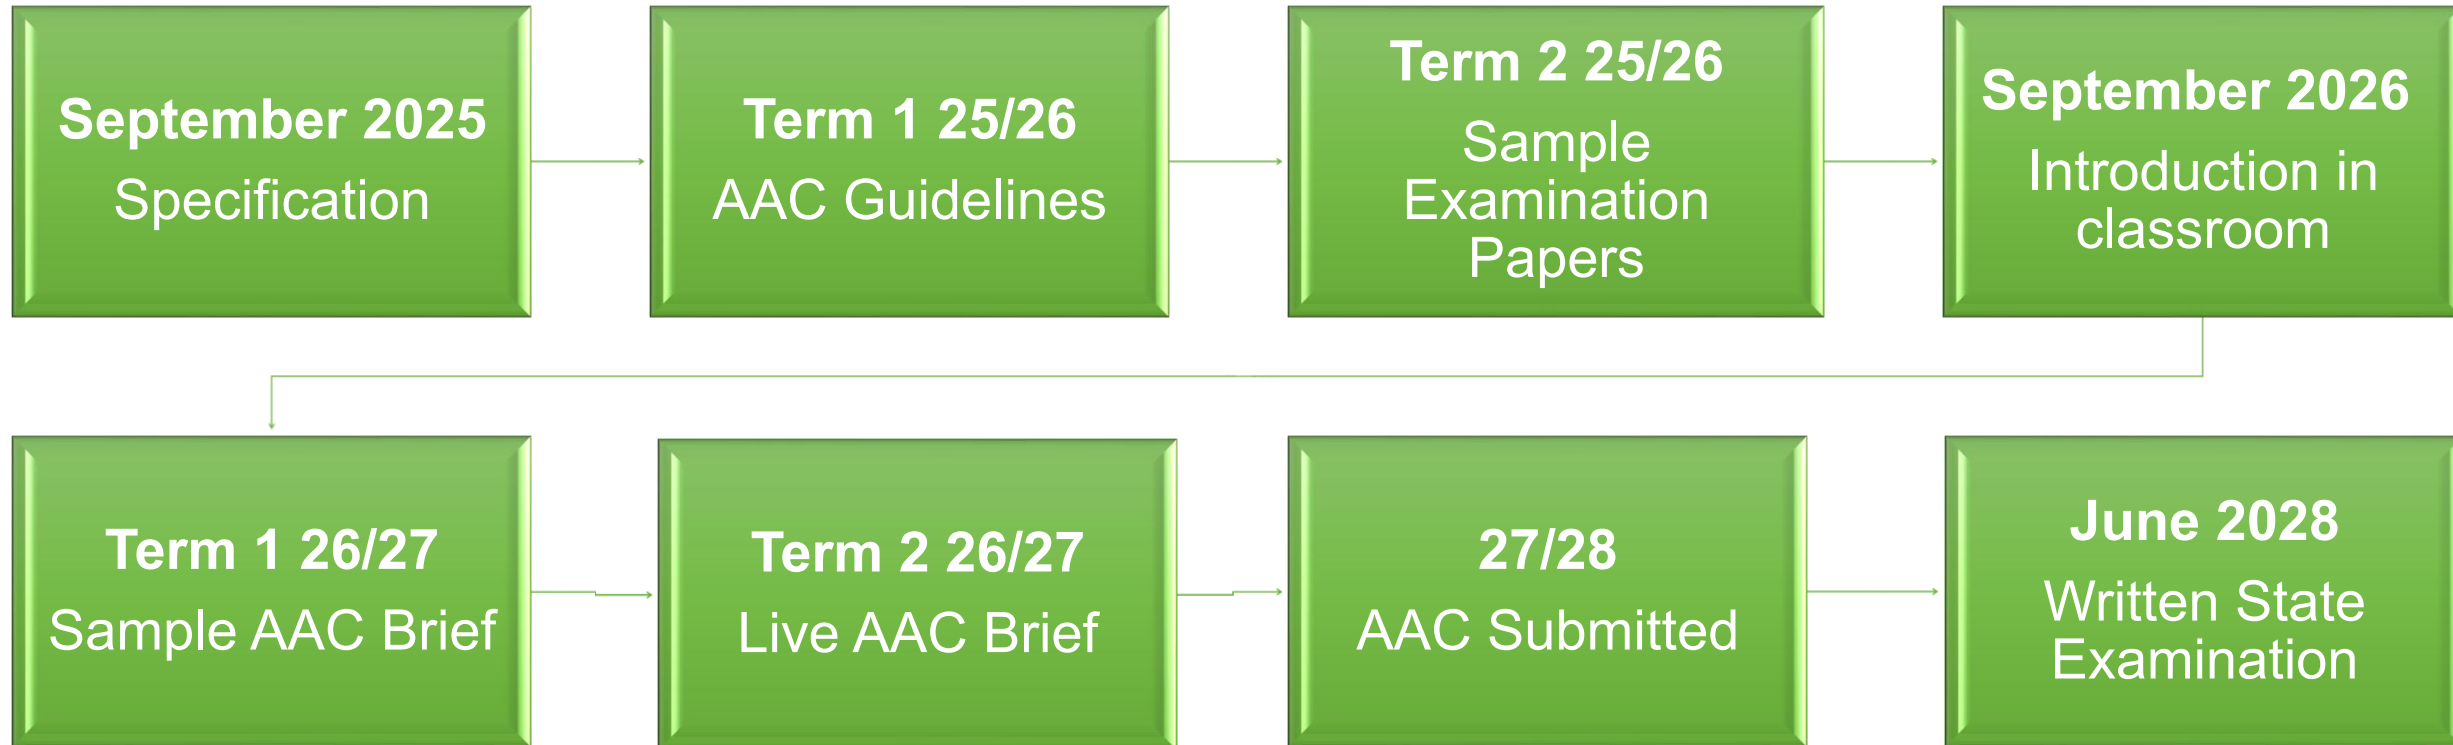 September 2025
Specification
Term 1 25/26
AAC Guidelines
Term 2 25/26
Sample
Examination
Papers
September 2026
Introduction in
classroom
Term 1 26/27
Sample AAC Brief
Term 2 26/27
Live AAC Brief
27/28
AAC Submitted
June 2028
Written State
Examination